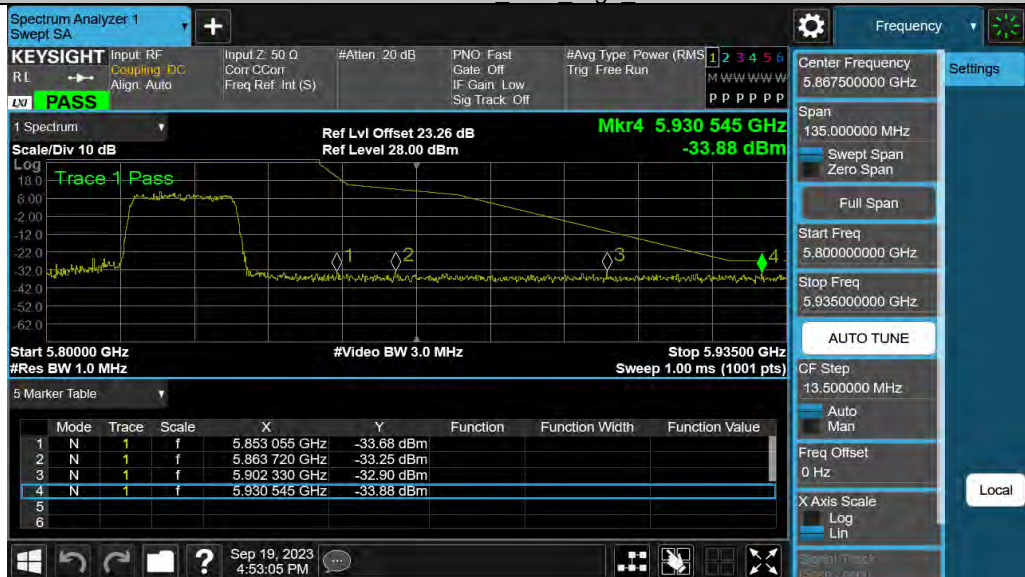 Spectrum Analyzer 1
Swept SA
+
Frequency
KEYSIGHT
RL
LXI PASS
Input: RF
Coupling: DC
Align: Auto
Input Z: 50 Ω
Corr CCorr
Freq Ref: Int (S)
#Atten: 20 dB
PNO: Fast
Gate: Off
IF Gain: Low
Sig Track: Off
#Avg Type: Power (RMS
Trig: Free Run
1 2 3 4 5 6
M W W W W W
P P P P P P
1 Spectrum
Scale/Div 10 dB
Ref Lvl Offset 23.26 dB
Ref Level 28.00 dBm
Mkr4 5.930 545 GHz
-33.88 dBm
Log
Trace 1 Pass
18.0
8.00
-2.00
-12.0
-22.0
-32.0
-42.0
-52.0
-62.0
1
2
3
4
Start 5.80000 GHz
#Res BW 1.0 MHz
#Video BW 3.0 MHz
Stop 5.93500 GHz
Sweep 1.00 ms (1001 pts)
5 Marker Table
Mode Trace Scale X Y Function Function Width Function Value
1 N 1 f 5.853 055 GHz -33.68 dBm
2 N 1 f 5.863 720 GHz -33.25 dBm
3 N 1 f 5.902 330 GHz -32.90 dBm
4 N 1 f 5.930 545 GHz -33.88 dBm
5
6
Sep 19, 2023
4:53:05 PM
Center Frequency
5.867500000 GHz
Span
135.000000 MHz
Swept Span
Zero Span
Full Span
Start Freq
5.800000000 GHz
Stop Freq
5.935000000 GHz
AUTO TUNE
CF Step
13.500000 MHz
Auto
Man
Freq Offset
0 Hz
X Axis Scale
Log
Lin
Signal Track
Settings
Local